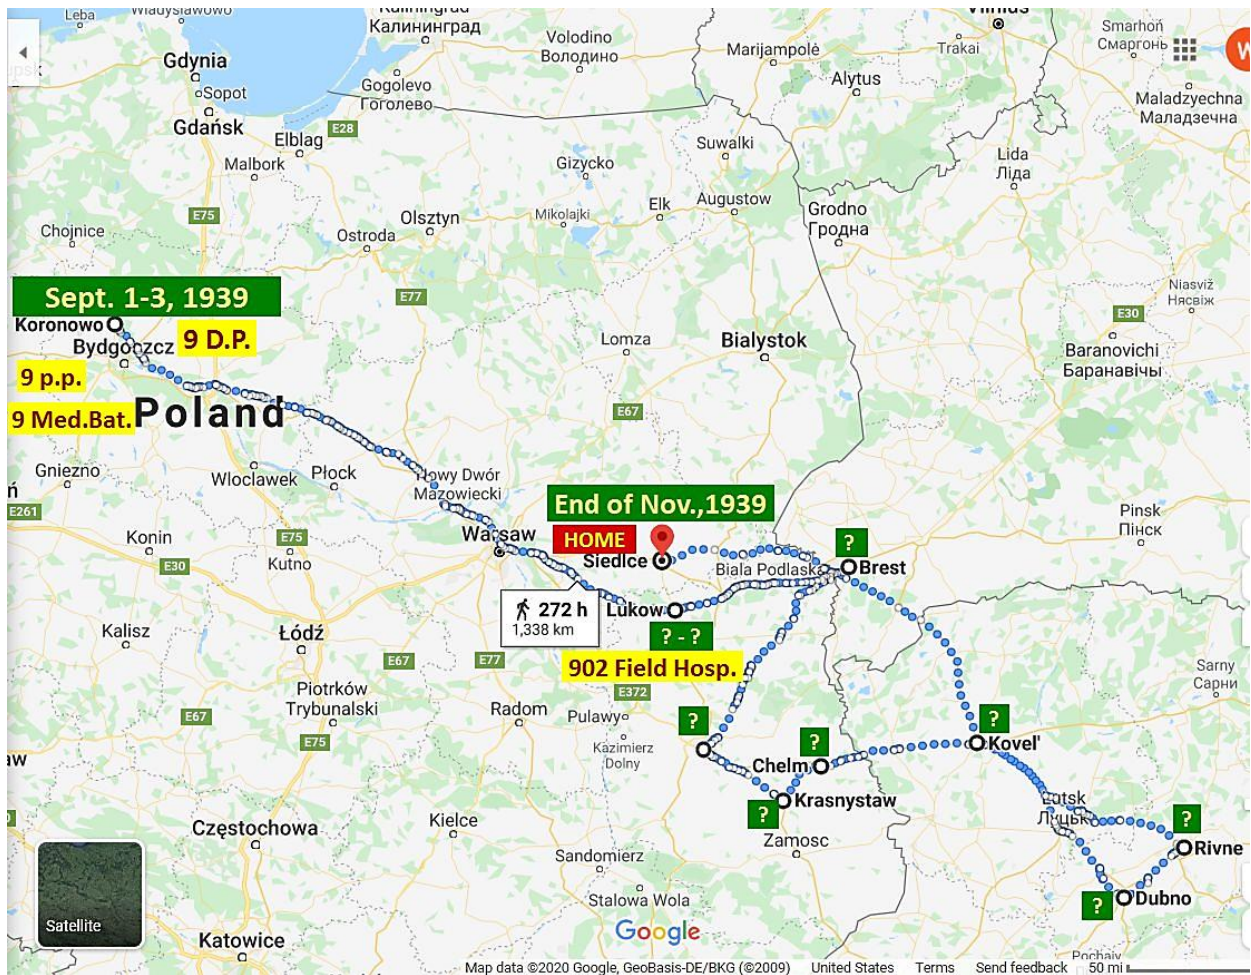 Leba
Władysławowo
Kaliningrad
Калининград
Vilnius
Smarhoń
Смаргонь
Volodino
Володино
Marijampolė
Trakai
W
Gdynia
Sopot
Gdańsk
Gogolevo
Гоголево
Alytus
Maladzyechna
Маладзечна
Elbląg
E28
Malbork
Suwalki
Lida
Ліда
Gizycko
E75
Olsztyn
Mikolajki
Elk
Augustow
Grodno
Гродна
Chojnice
Ostroda
Niasviž
Нясвіж
Sept. 1-3, 1939
E77
E30
Koronowo
9 D.P.
Bydgoszcz
Lomza
Bialystok
Baranovichi
Баранавічы
9 p.p.
9 Med.Bat.
Poland
E67
Gniezno
Wloclawek
Płock
Nowy Dwór
Mazowiecki
E261
End of Nov.,1939
Pinsk
Пінск
Konin
E75
Warsaw
HOME
?
E30
Kutno
Siedlce
Biala Podlaska
Brest
272 h
1,338 km
Lukow
Kalisz
Łódź
? - ?
E67
E77
902 Field Hosp.
Sarny
Сарни
Piotrków
Trybunalski
E372
E67
Radom
Pulawy
?
?
?
E75
Kazimierz
Dolny
Chelm
Kovel'
Krasnystaw
?
Lutsk
Луцьк
?
Częstochowa
Kielce
Zamosc
Rivne
Sandomierz
?
Dubno
Stalowa Wola
Satellite
Google
Katowice
Pochaiv
Map data ©2020 Google, GeoBasis-DE/BKG (©2009)
United States
Terms
Send feedback
50 mi